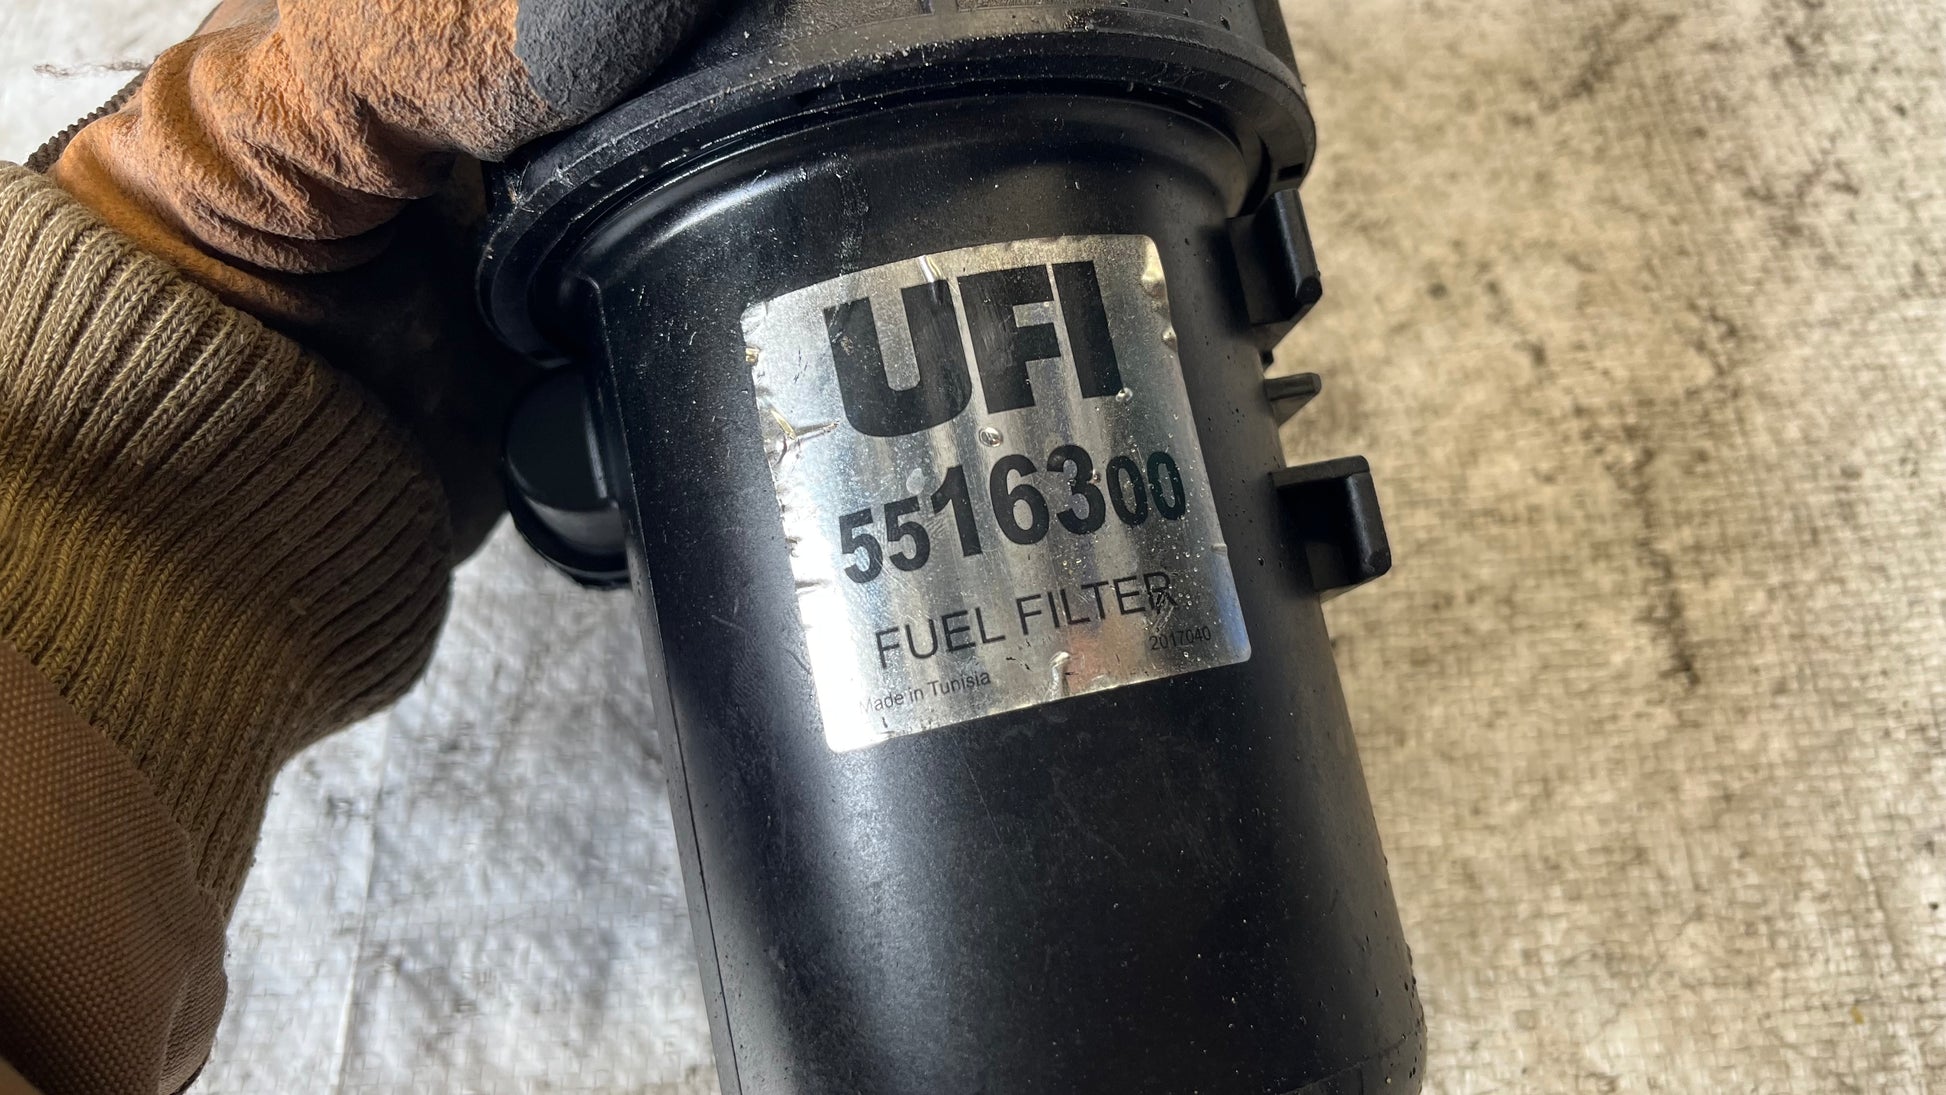 UFI
5516300
FUEL FILTER
2017040
Made in Tunisia